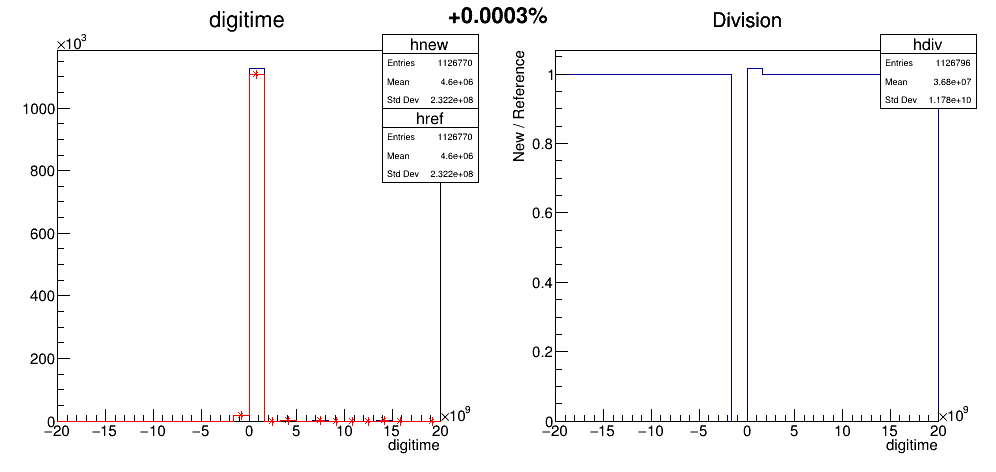 digitime
+0.0003%
Division
×10³
hnew
Entries 1126770
Mean 4.6e+06
Std Dev 2.322e+08
href
Entries 1126770
Mean 4.6e+06
Std Dev 2.322e+08
1000
800
600
400
200
0
−20 −15 −10 −5 0 5 10 15 20
×10⁹
digitime
hdiv
Entries 1126796
Mean 3.68e+07
Std Dev 1.178e+10
New / Reference
1
0.8
0.6
0.4
0.2
0
−20 −15 −10 −5 0 5 10 15 20
×10⁹
digitime